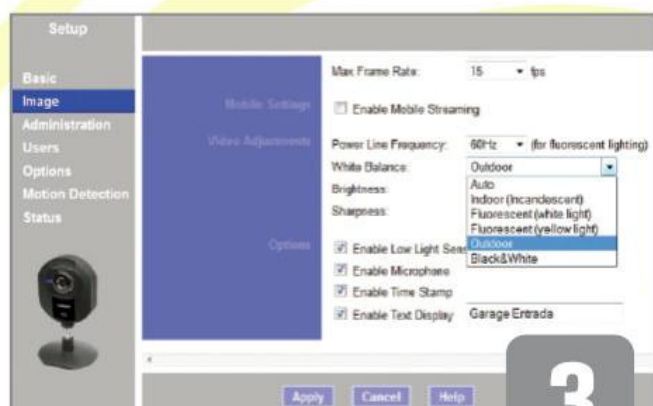 Setup
Basic
Image
Administration
Users
Options
Motion Detection
Status
Max Frame Rate: 15 fps
Mobile Settings
Enable Mobile Streaming
Video Adjustments
Power Line Frequency: 60Hz (for fluorescent lighting)
White Balance: Outdoor
Auto
Indoor (Incandescent)
Fluorescent (white light)
Fluorescent (yellow light)
Outdoor
Black&White
Brightness:
Sharpness:
Options
Enable Low Light Sens
Enable Microphone
Enable Time Stamp
Enable Text Display Garage Entrada
Apply Cancel Help
3